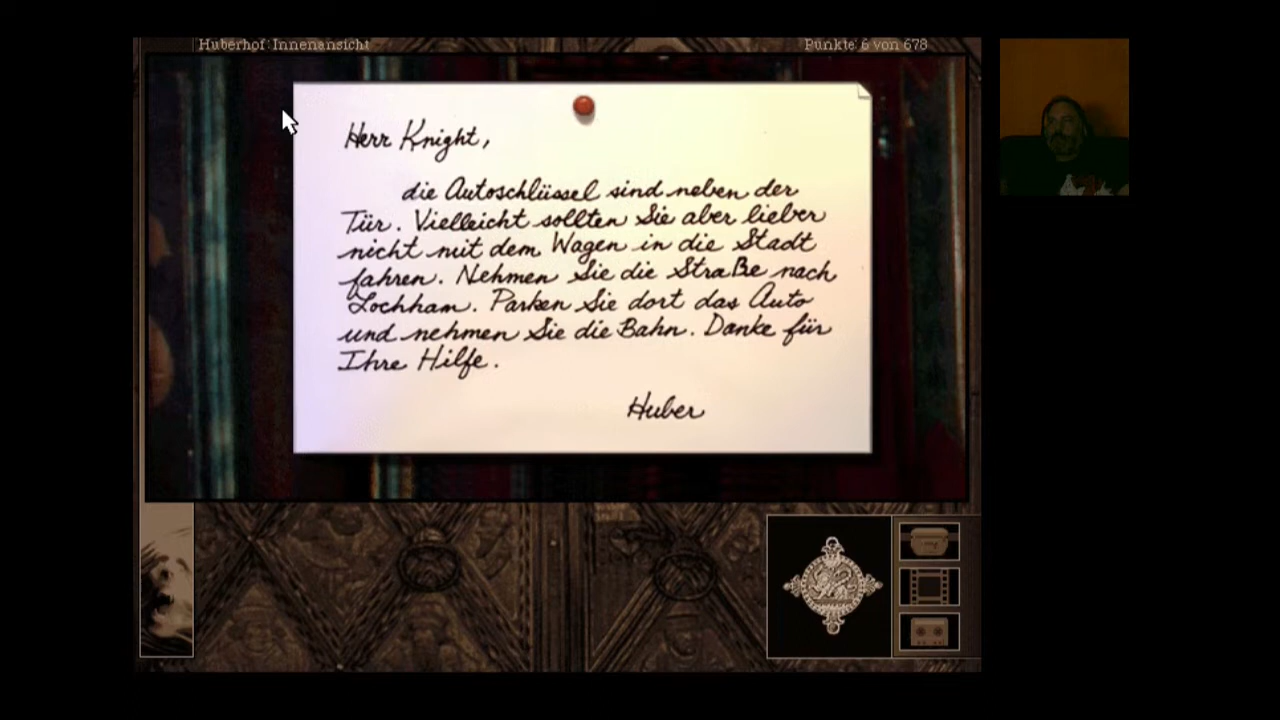 Huberhof: Innenansicht
Punkte: 6 von 678
Herr Knight,
die Autoschlüssel sind neben der
Tür. Vielleicht sollten Sie aber lieber
nicht mit dem Wagen in die Stadt
fahren. Nehmen Sie die Straße nach
Lochham. Parken Sie dort das Auto
und nehmen Sie die Bahn. Danke für
Ihre Hilfe.
Huber